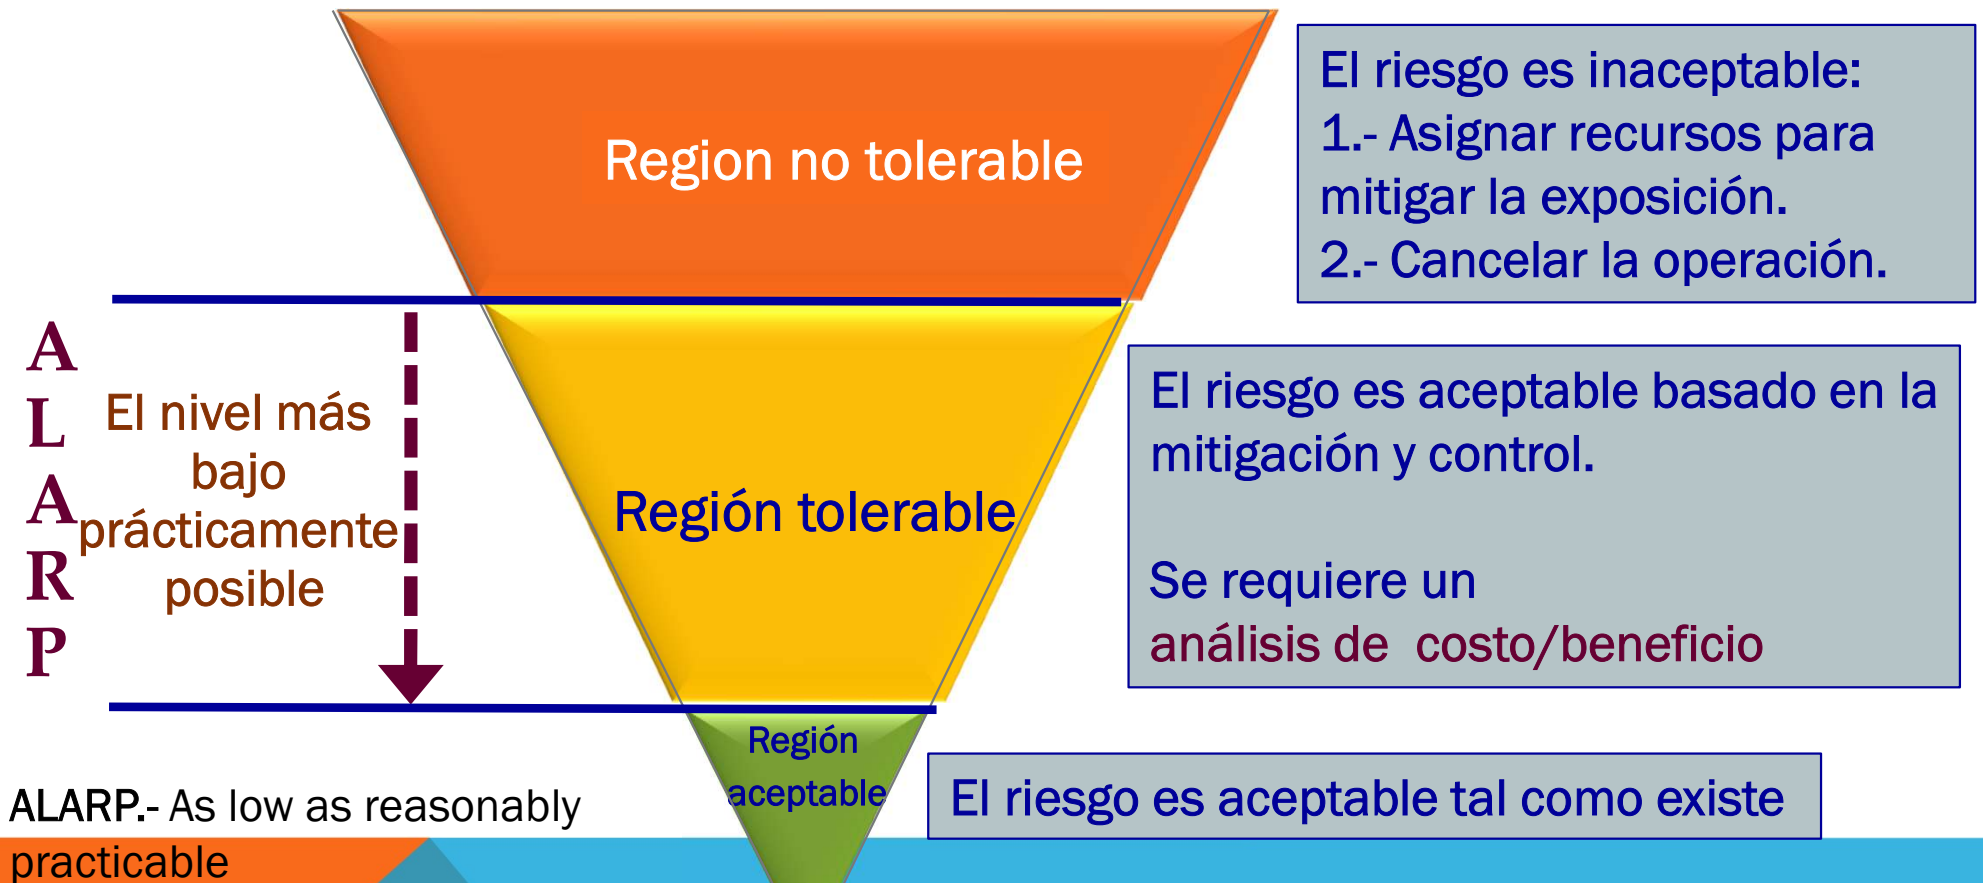 Region no tolerable
El riesgo es inaceptable:
1.- Asignar recursos para
mitigar la exposición.
2.- Cancelar la operación.
A
L
A
R
P
El nivel más
bajo
prácticamente
posible
Región tolerable
El riesgo es aceptable basado en la
mitigación y control.
Se requiere un
análisis de costo/beneficio
Región
aceptable
El riesgo es aceptable tal como existe
ALARP.- As low as reasonably
practicable